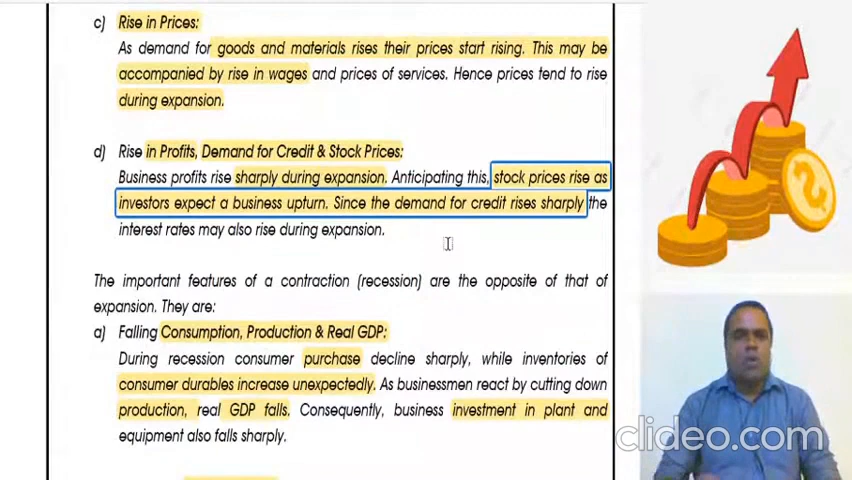 c) Rise in Prices:
As demand for goods and materials rises their prices start rising. This may be
accompanied by rise in wages and prices of services. Hence prices tend to rise
during expansion.
d) Rise in Profits, Demand for Credit & Stock Prices:
Business profits rise sharply during expansion. Anticipating this, stock prices rise as
investors expect a business upturn. Since the demand for credit rises sharply the
interest rates may also rise during expansion.
The important features of a contraction (recession) are the opposite of that of
expansion. They are:
a) Falling Consumption, Production & Real GDP:
During recession consumer purchase decline sharply, while inventories of
consumer durables increase unexpectedly. As businessmen react by cutting down
production, real GDP falls. Consequently, business investment in plant and
equipment also falls sharply.
clideo.com